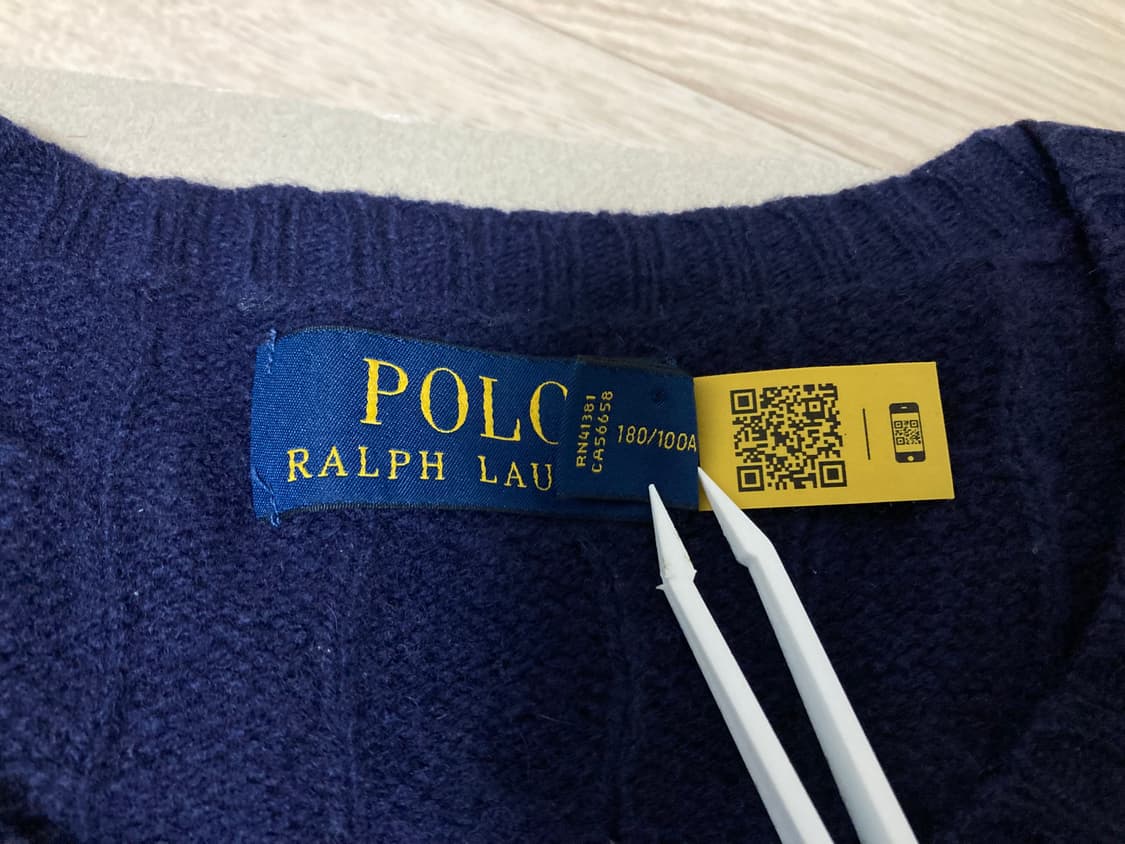 POLO
RALPH LAU
RN41381
CA56658
180/100A